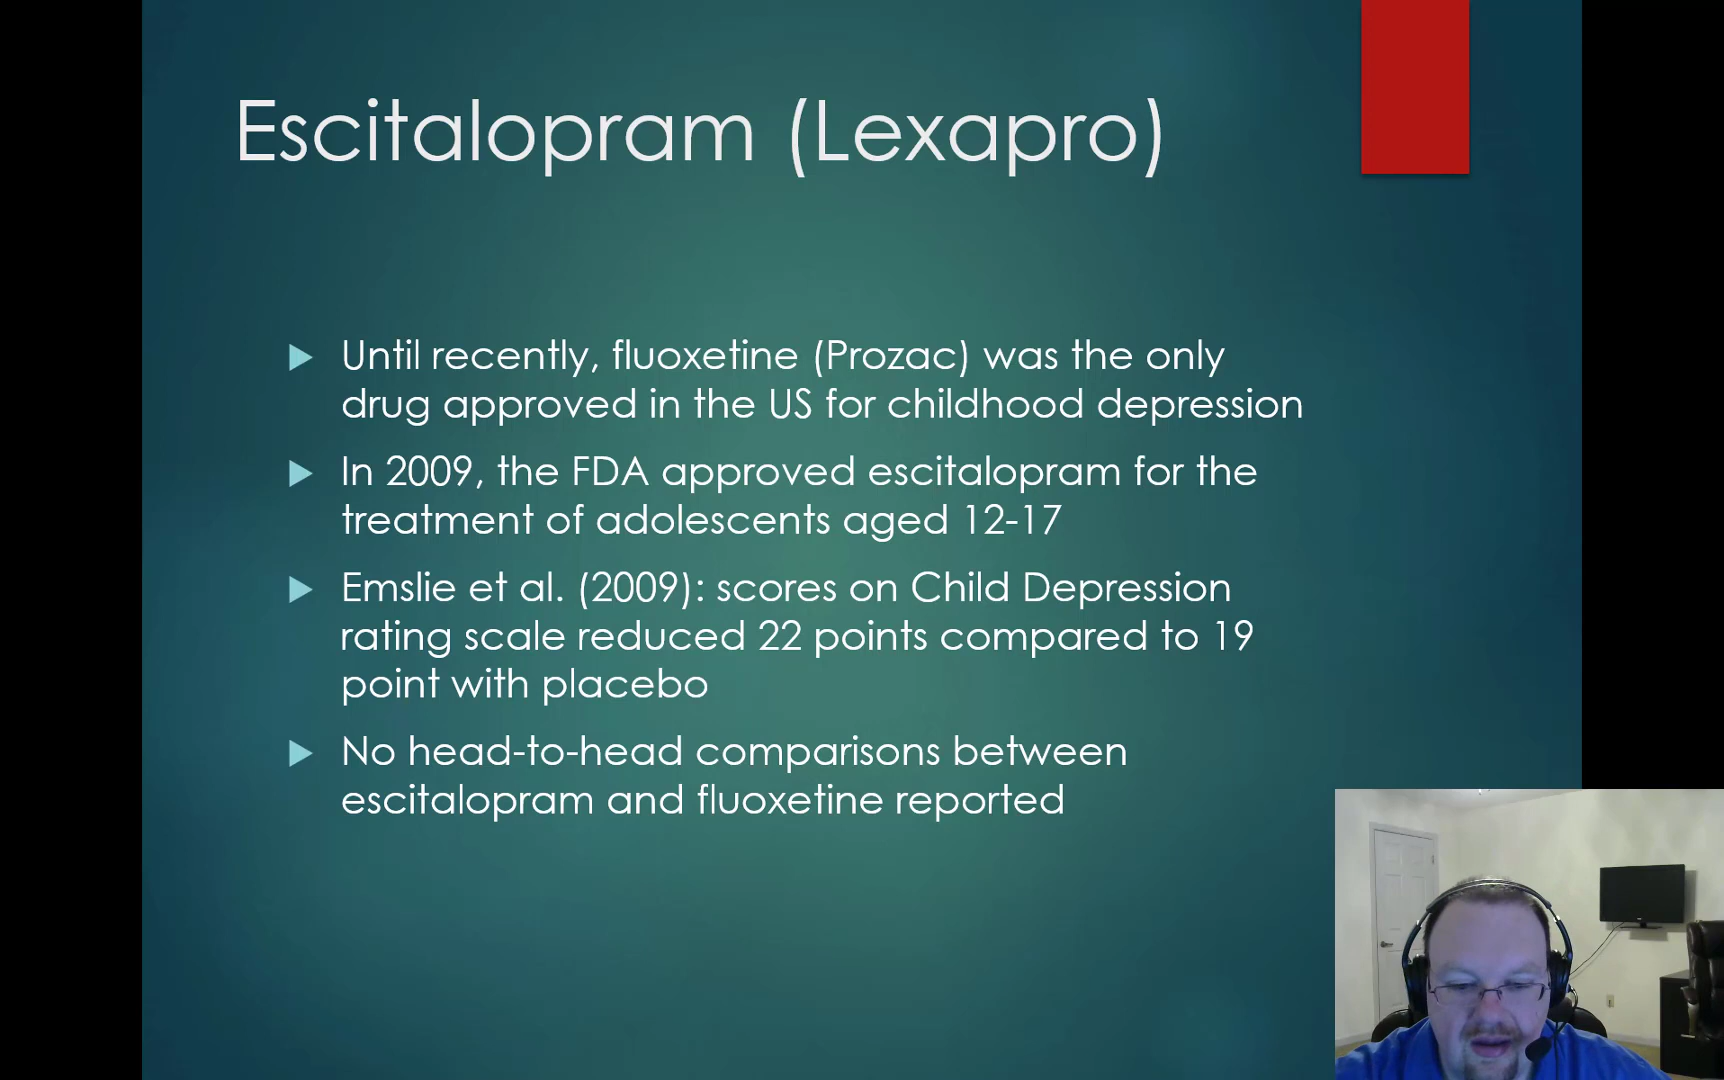 Escitalopram (Lexapro)
Until recently, fluoxetine (Prozac) was the only
drug approved in the US for childhood depression
In 2009, the FDA approved escitalopram for the
treatment of adolescents aged 12-17
Emslie et al. (2009): scores on Child Depression
rating scale reduced 22 points compared to 19
point with placebo
No head-to-head comparisons between
escitalopram and fluoxetine reported